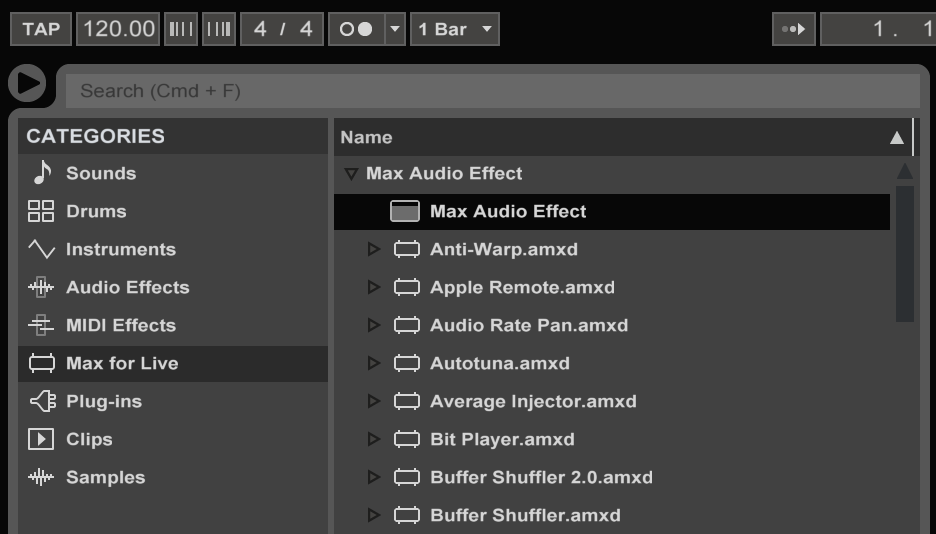 TAP 120.00 4 / 4 1 Bar 1. 1
Search (Cmd + F)
CATEGORIES
Sounds
Drums
Instruments
Audio Effects
MIDI Effects
Max for Live
Plug-ins
Clips
Samples
Name
Max Audio Effect
Max Audio Effect
Anti-Warp.amxd
Apple Remote.amxd
Audio Rate Pan.amxd
Autotuna.amxd
Average Injector.amxd
Bit Player.amxd
Buffer Shuffler 2.0.amxd
Buffer Shuffler.amxd